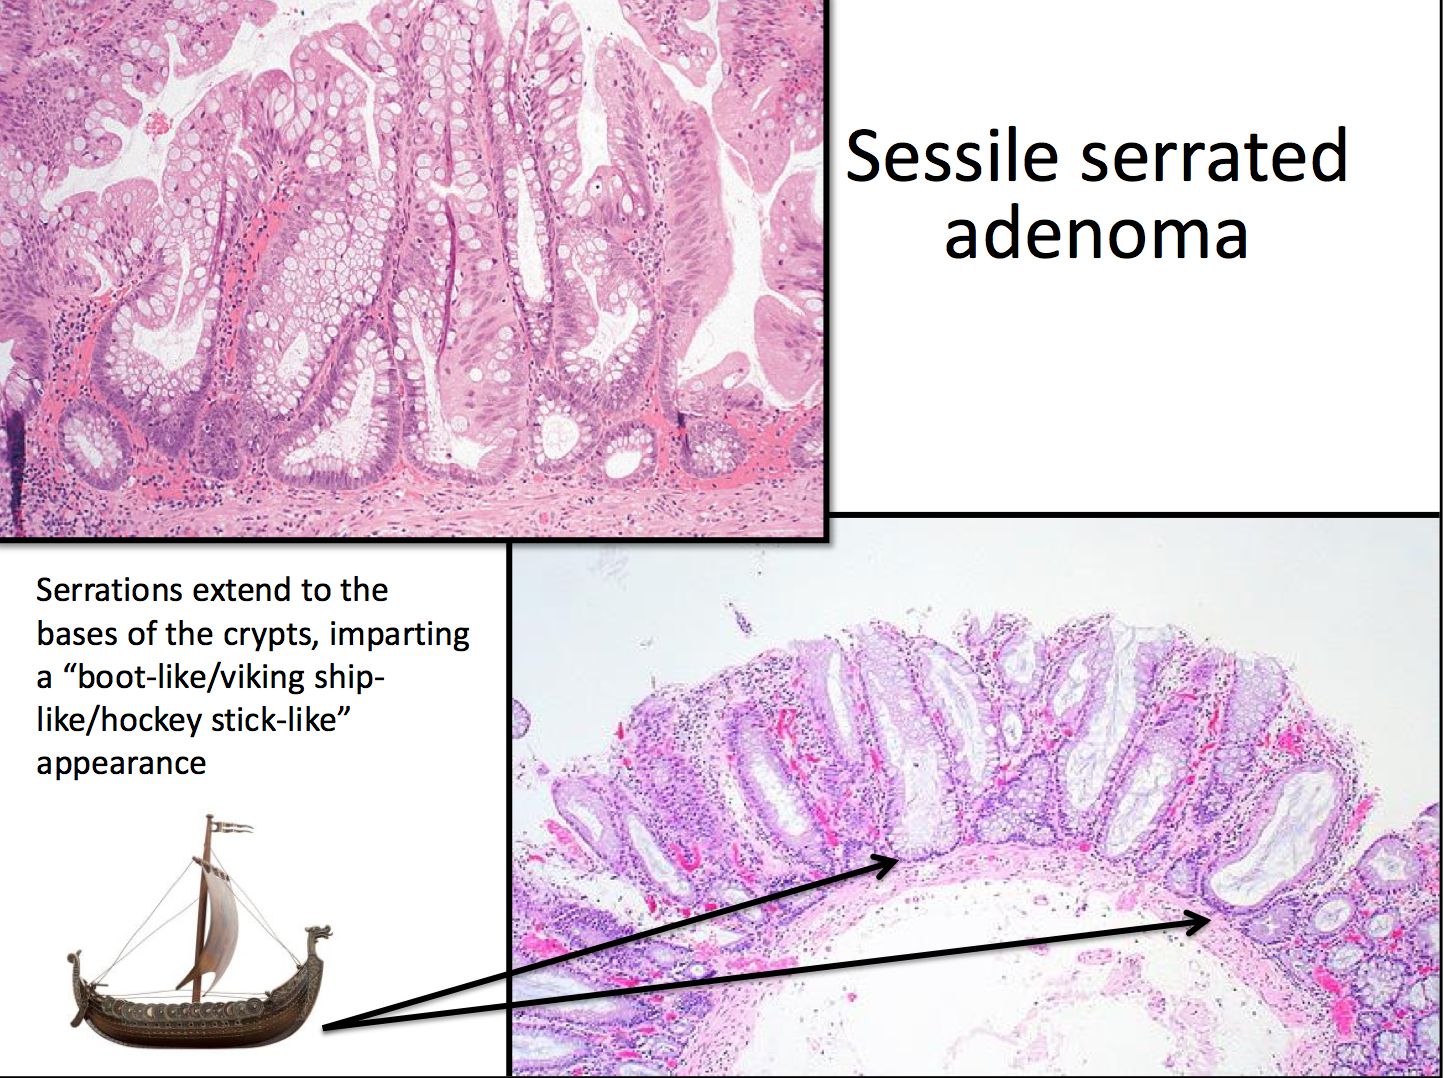 Sessile serrated
adenoma
Serrations extend to the
bases of the crypts, imparting
a “boot-like/viking ship-
like/hockey stick-like”
appearance